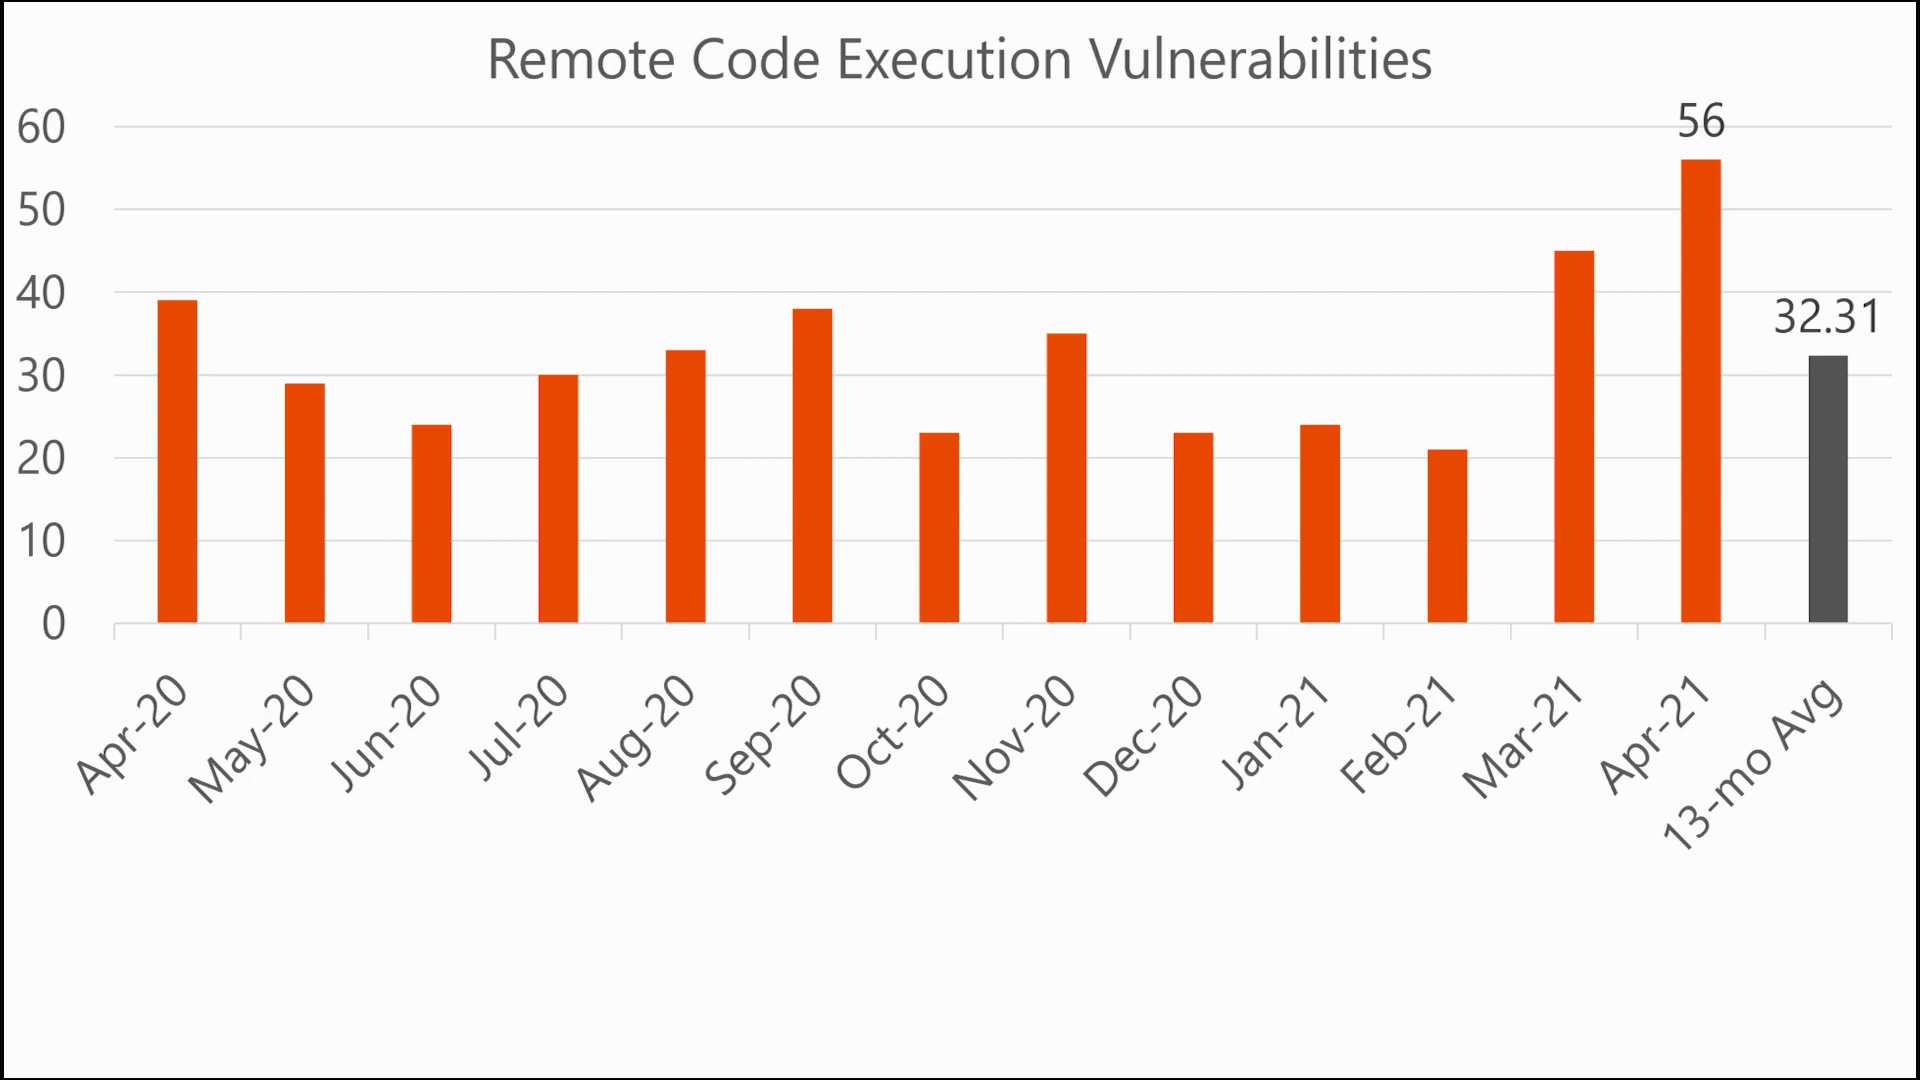 Remote Code Execution Vulnerabilities
60
50
40
30
20
10
0
56
32.31
Apr-20
May-20
Jun-20
Jul-20
Aug-20
Sep-20
Oct-20
Nov-20
Dec-20
Jan-21
Feb-21
Mar-21
Apr-21
13-mo Avg